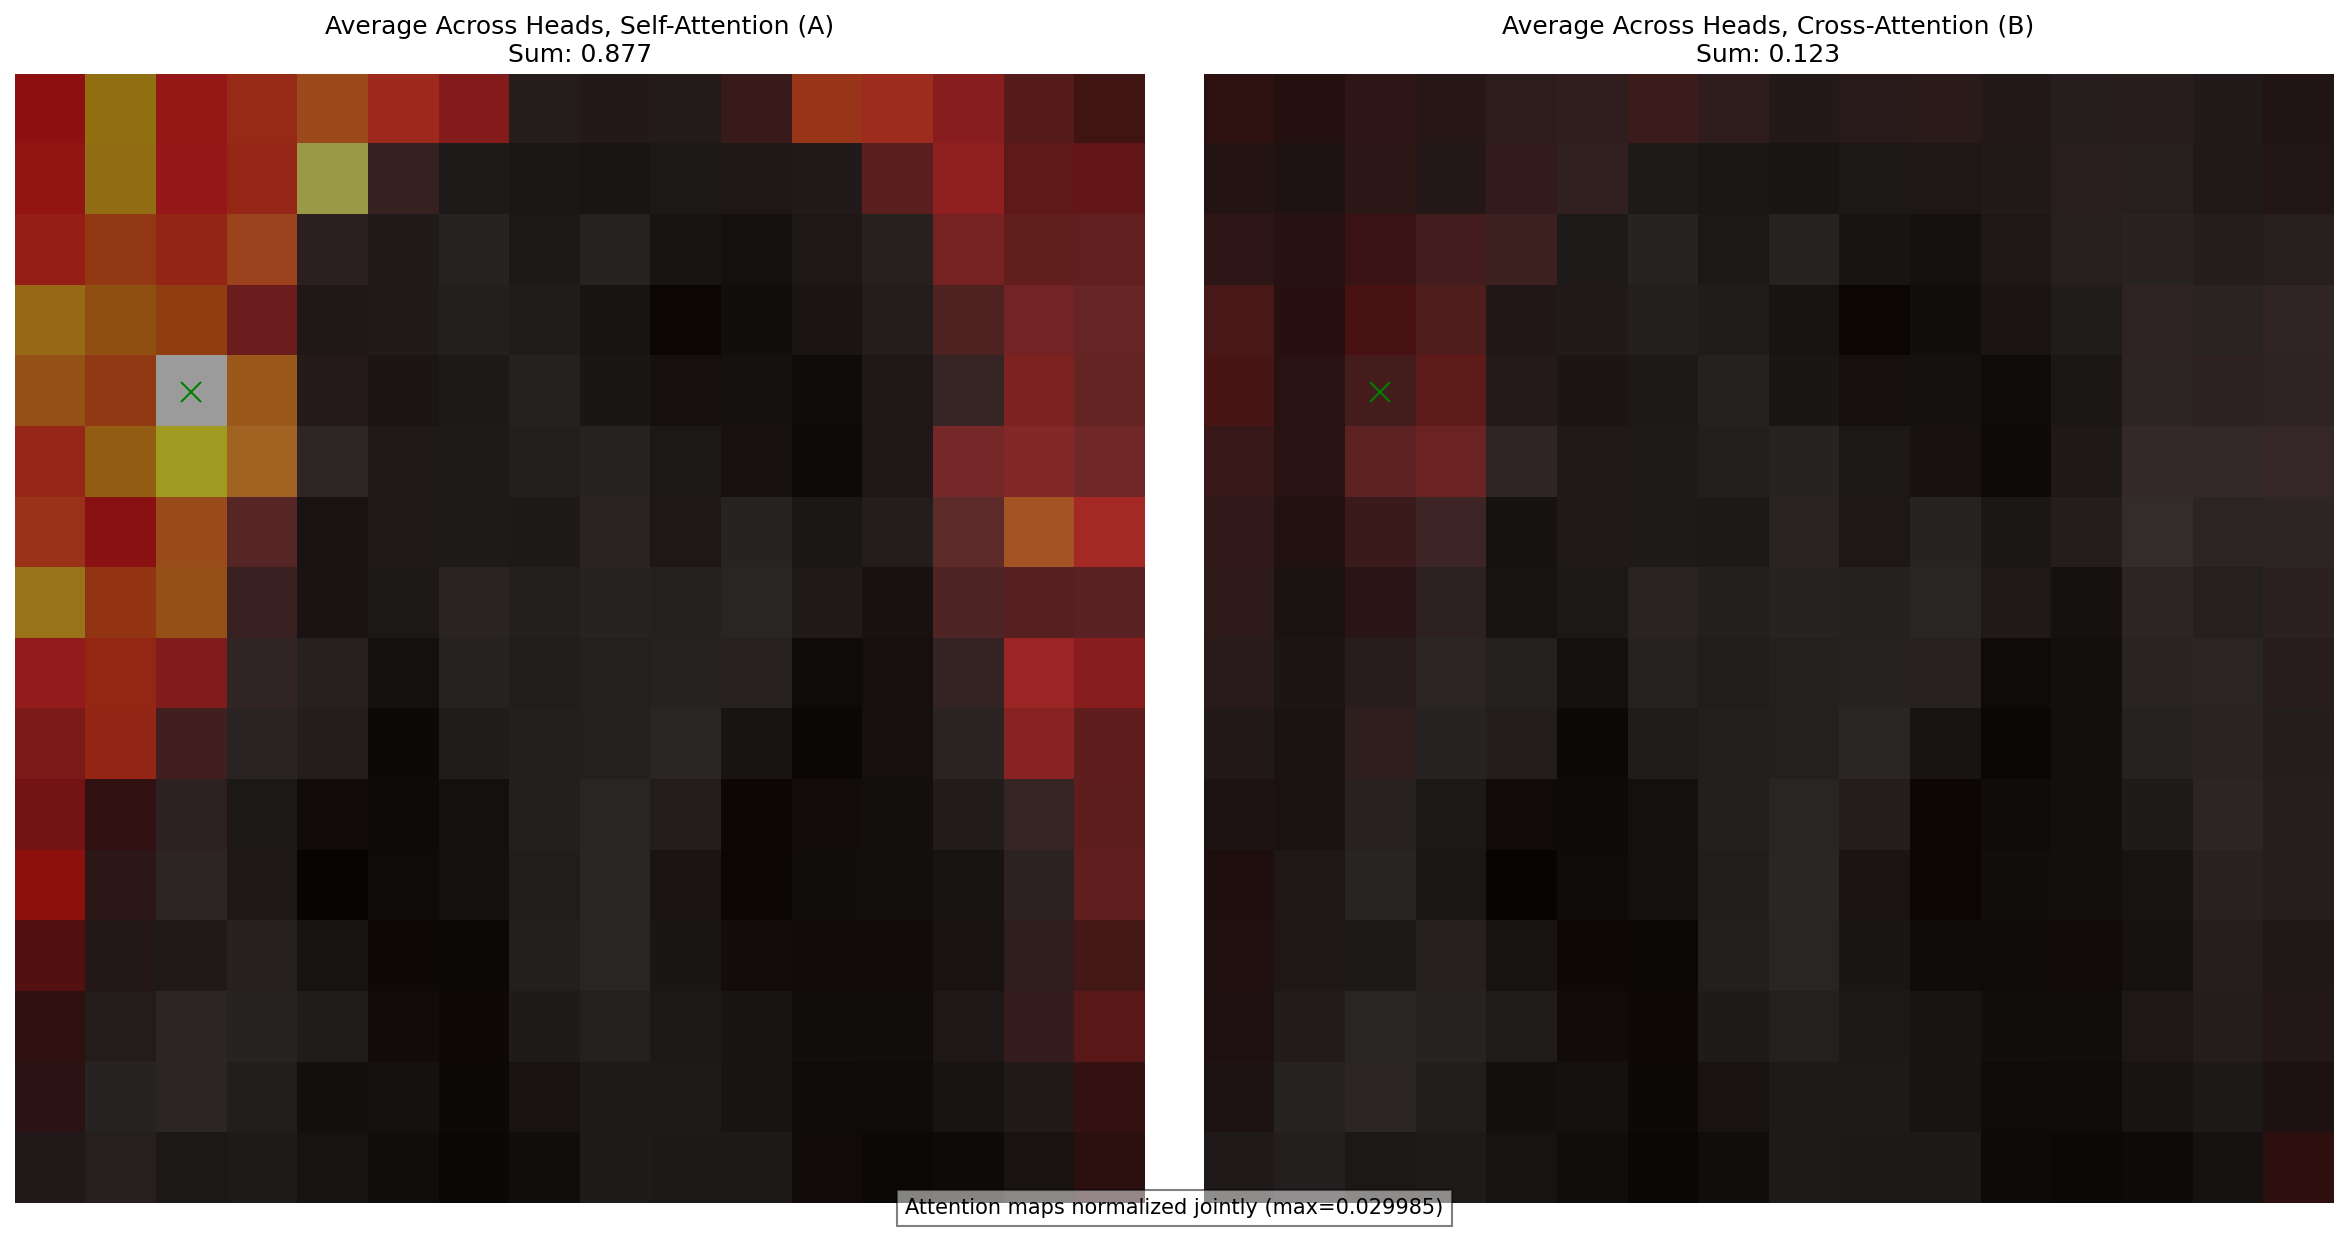 Average Across Heads, Self-Attention (A)
Sum: 0.877
Average Across Heads, Cross-Attention (B)
Sum: 0.123
Attention maps normalized jointly (max=0.029985)